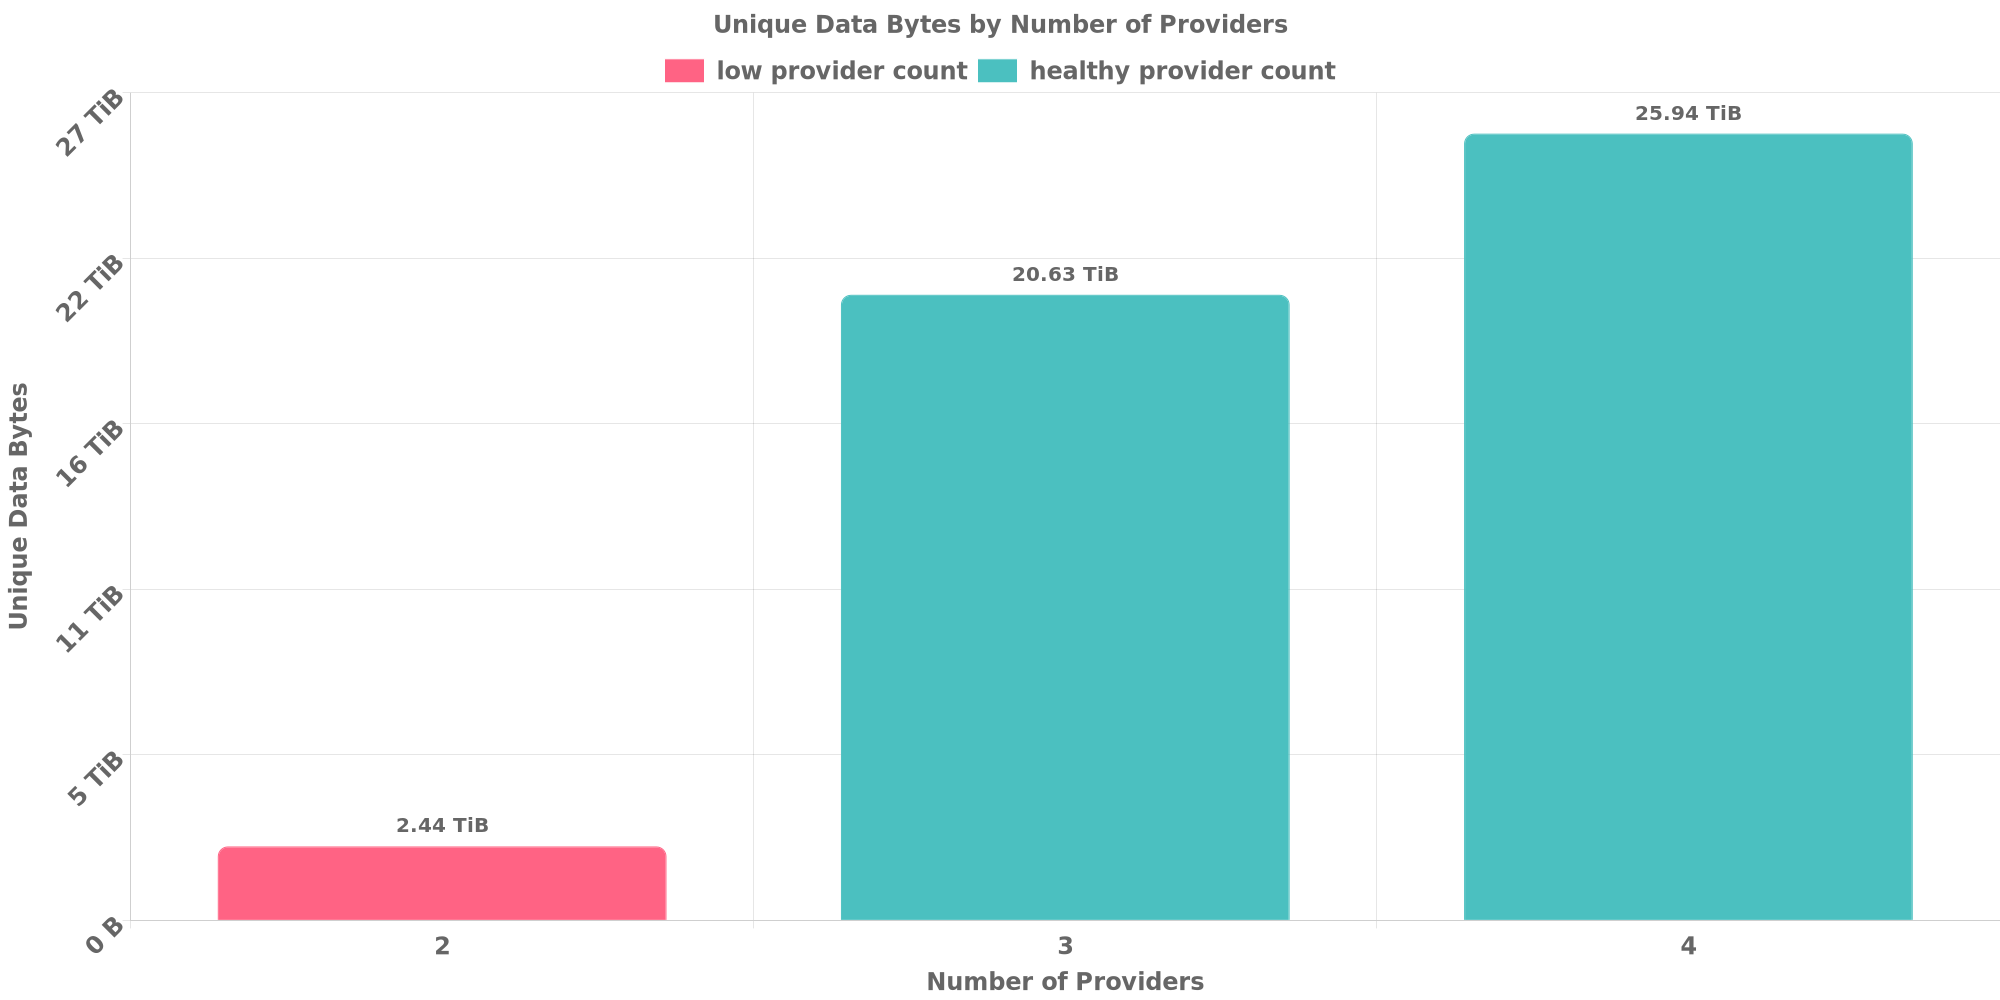 Unique Data Bytes by Number of Providers
low provider count healthy provider count
27 TiB
22 TiB
16 TiB
11 TiB
5 TiB
0 B
Unique Data Bytes
2.44 TiB
20.63 TiB
25.94 TiB
2 3 4
Number of Providers